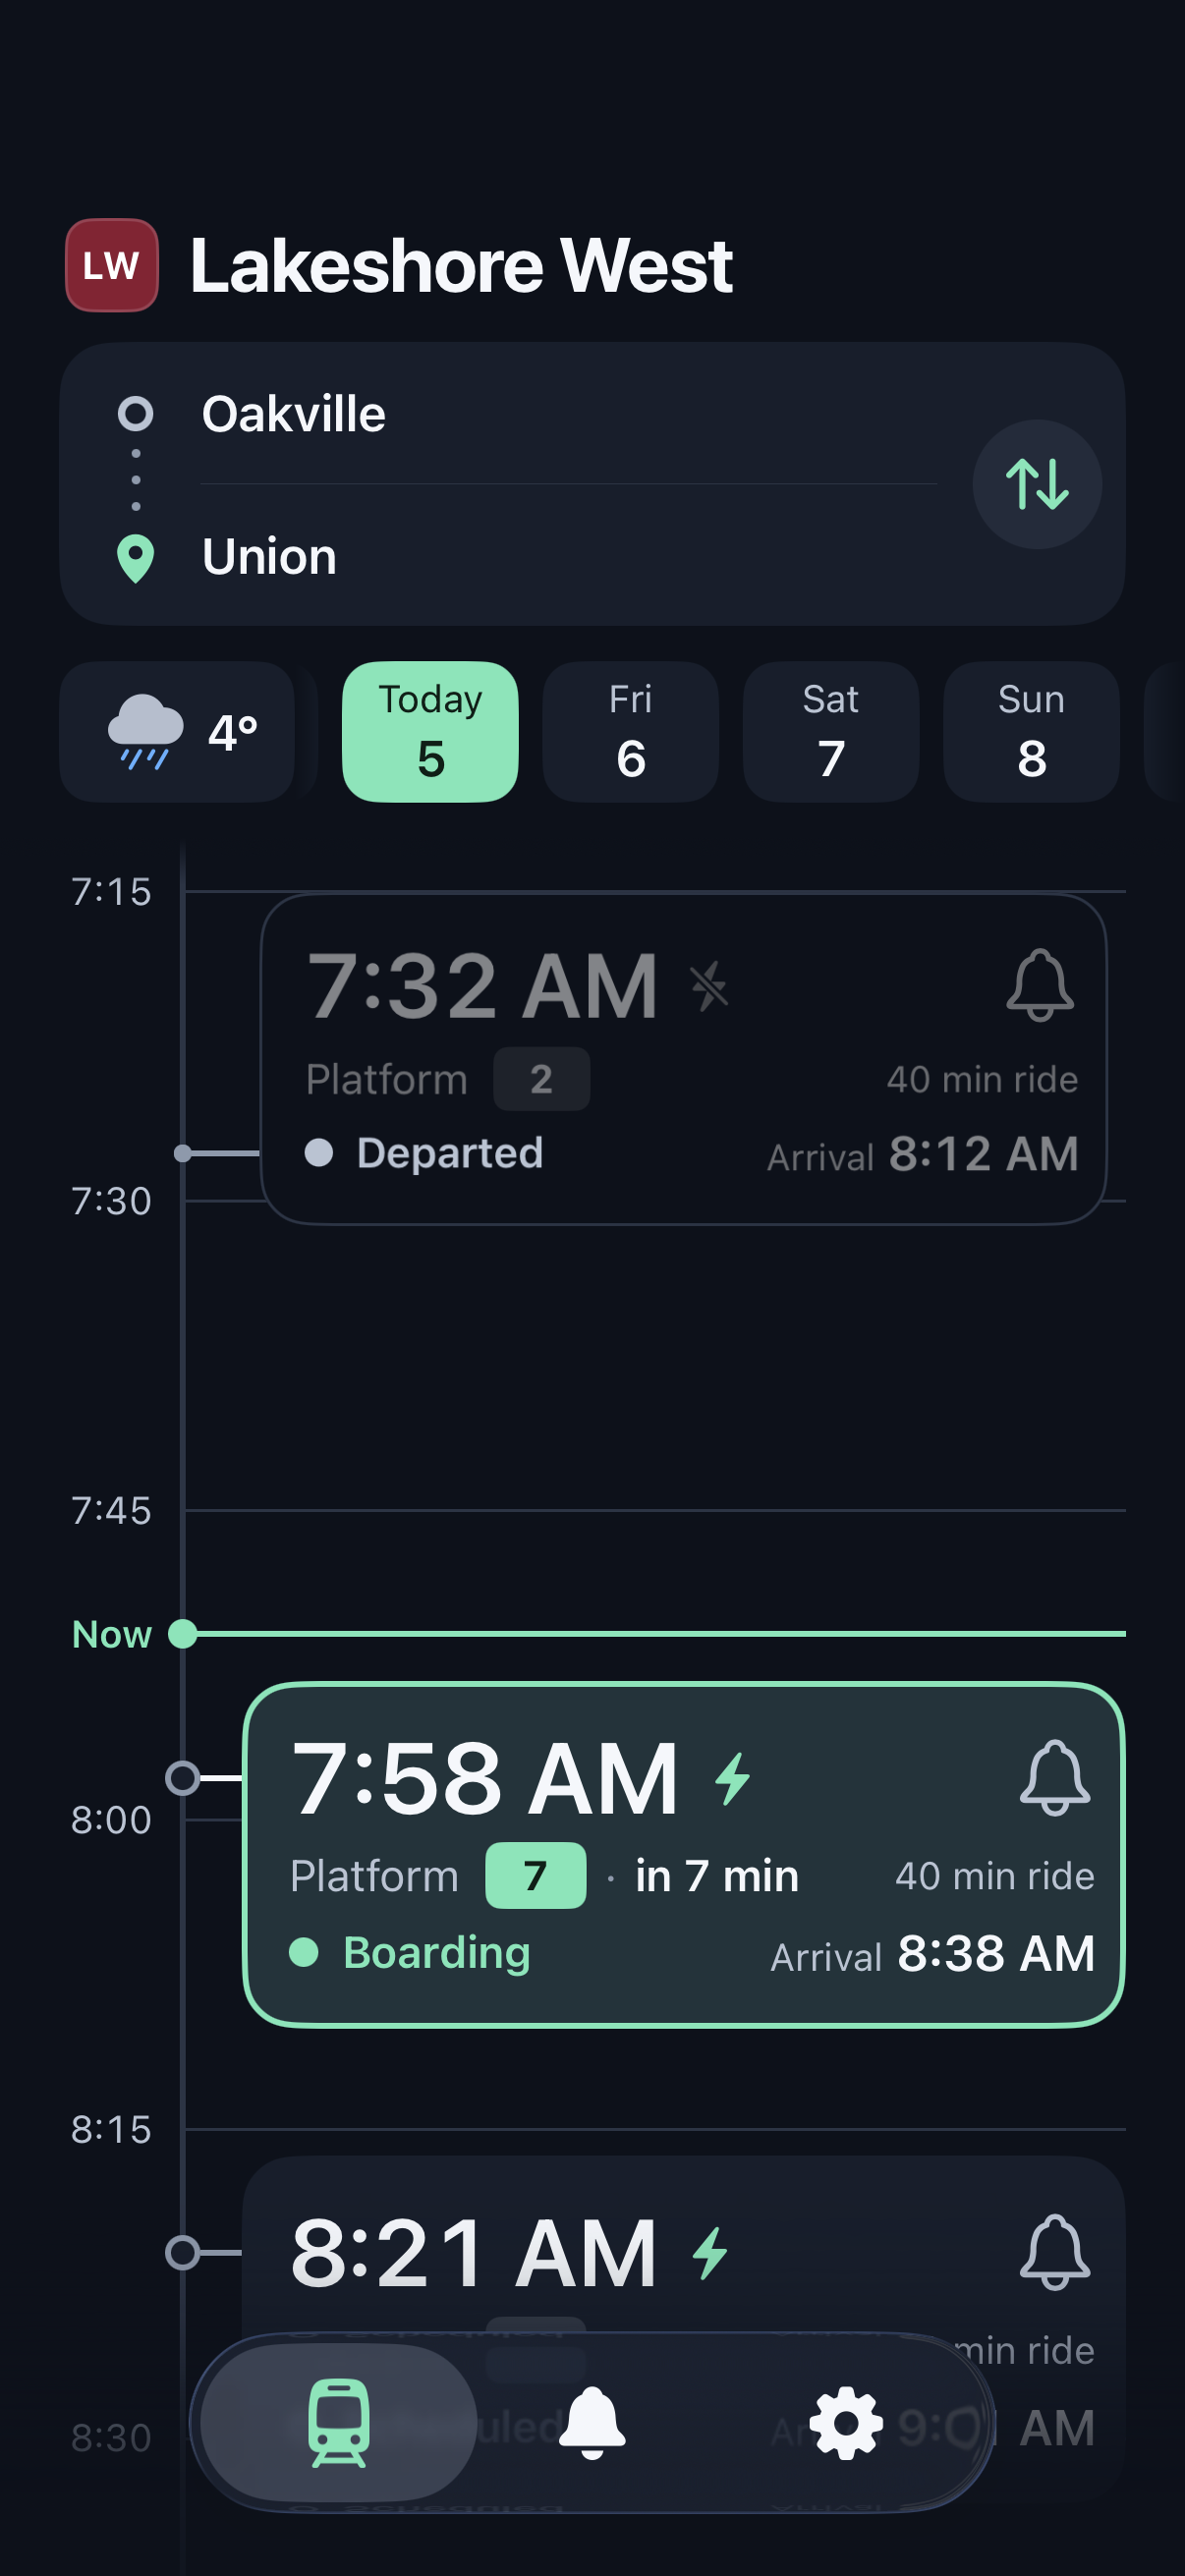 LW Lakeshore West
Oakville
Union
4° Today Fri Sat Sun
5 6 7 8
7:15
7:32 AM
Platform 2 40 min ride
Departed Arrival 8:12 AM
7:30
7:45
Now
7:58 AM
8:00
Platform 7 · in 7 min 40 min ride
Boarding Arrival 8:38 AM
8:15
8:21 AM
min ride
8:30 AM